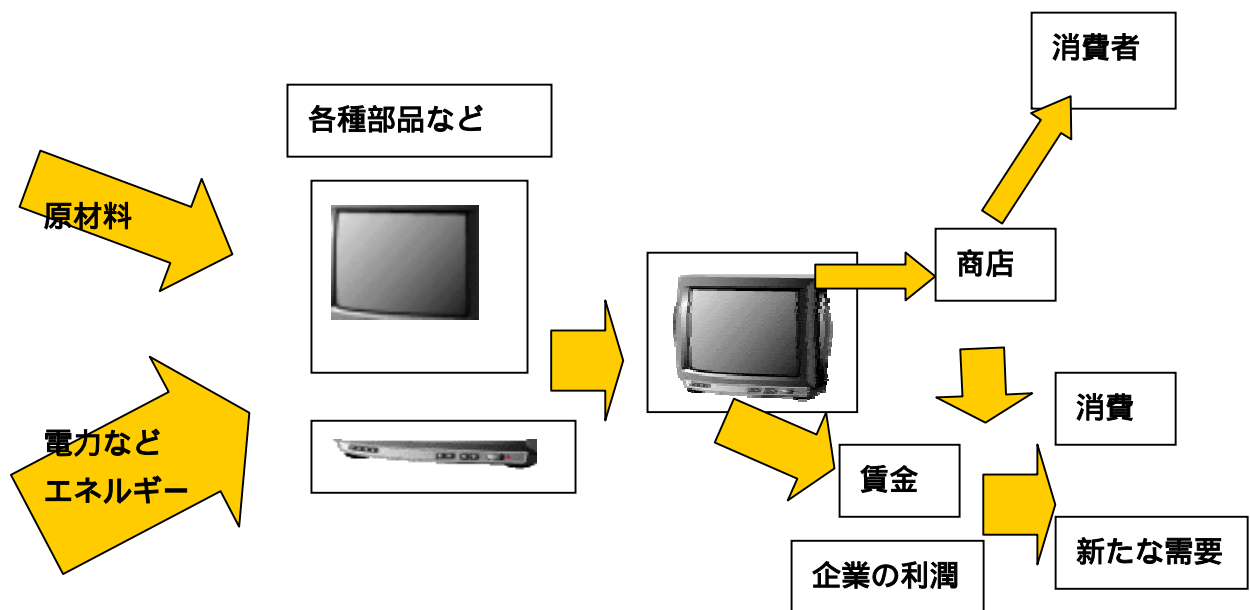 消費者
各種部品など
原材料
商店
電力など
エネルギー
消費
賃金
新たな需要
企業の利潤